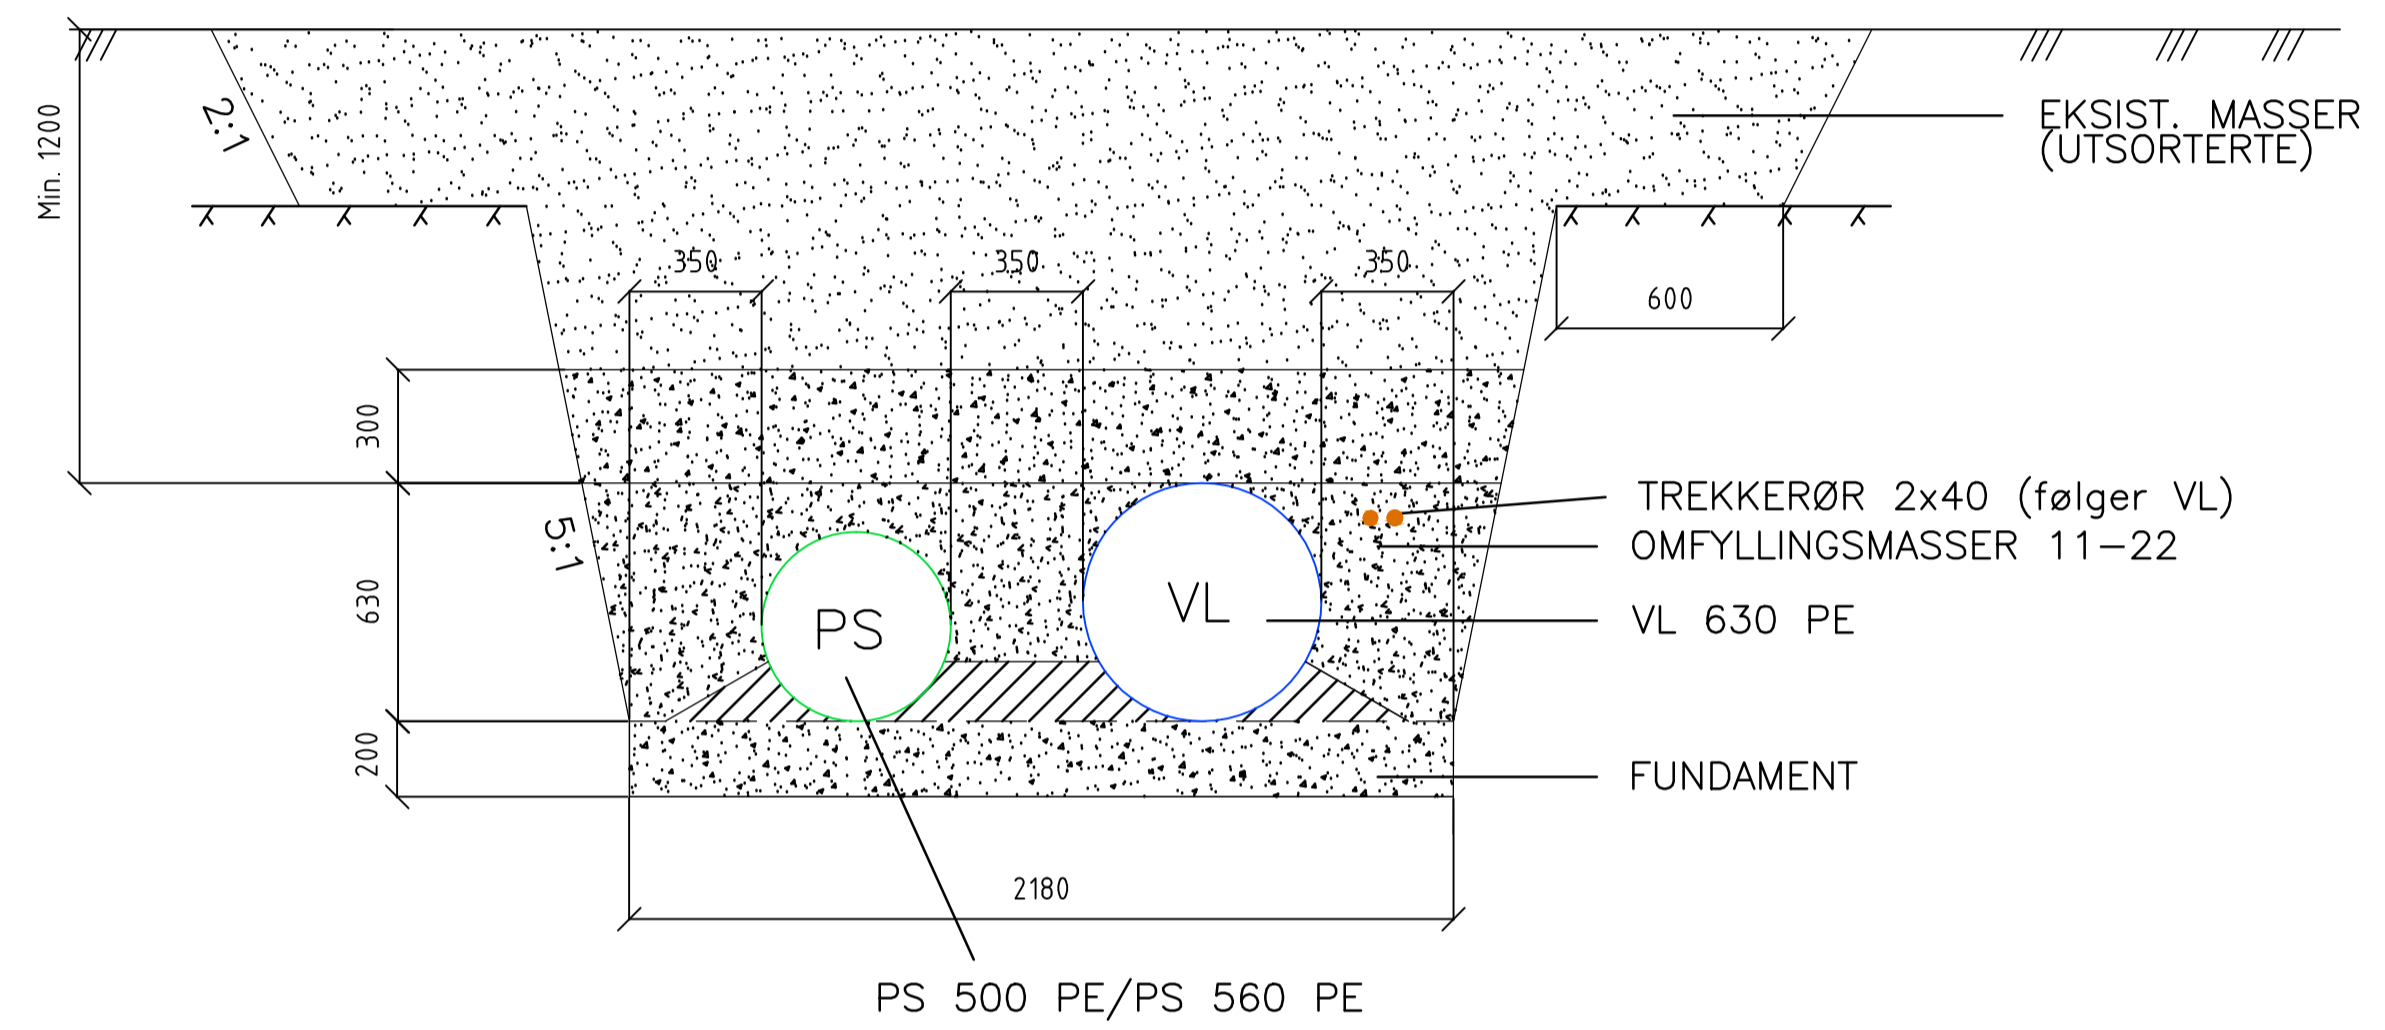 Min. 1200
2:1
EKSIST. MASSER
(UTSORTERTE)
350
350
350
600
300
5:1
630
200
PS
VL
TREKKERØR 2x40 (følger VL)
OMFYLLINGSMASSER 11-22
VL 630 PE
FUNDAMENT
2180
PS 500 PE/PS 560 PE